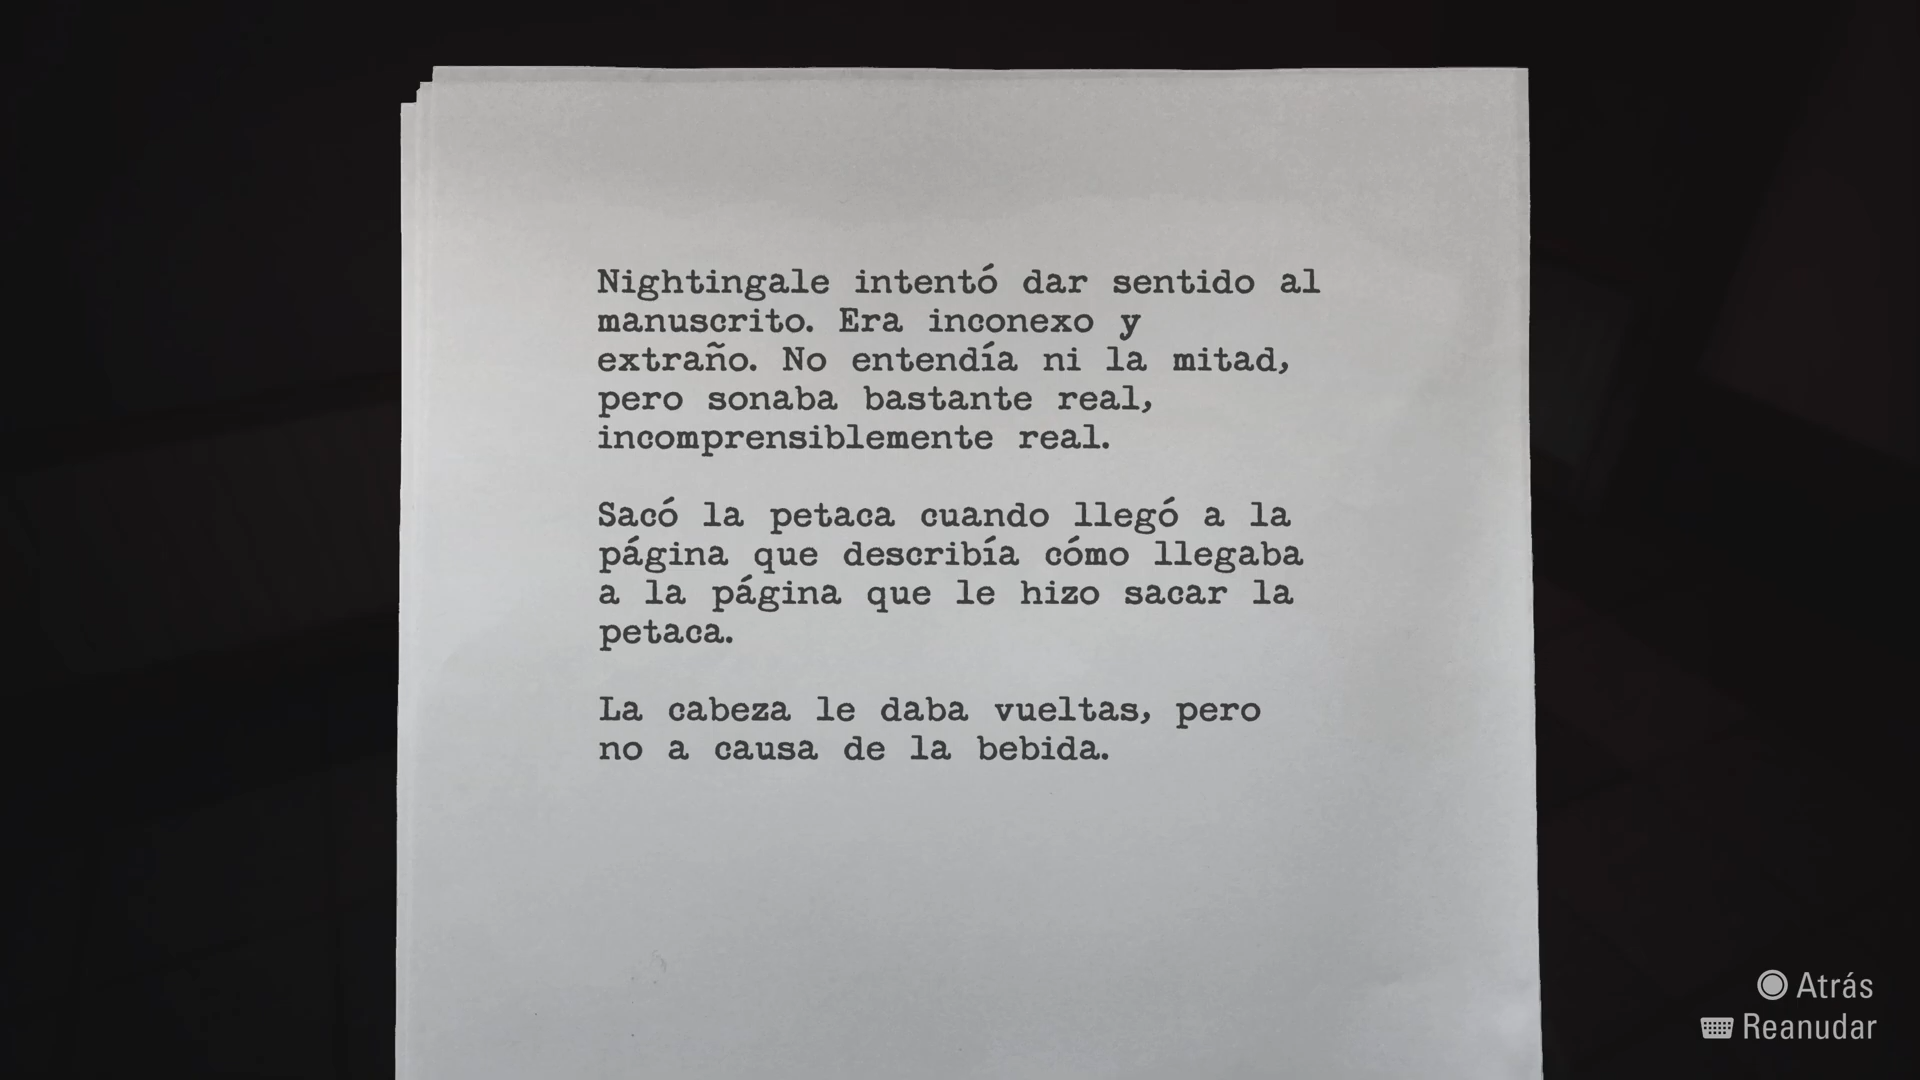 Nightingale intentó dar sentido al
manuscrito. Era inconexo y
extraño. No entendía ni la mitad,
pero sonaba bastante real,
incomprensiblemente real.
Sacó la petaca cuando llegó a la
página que describía cómo llegaba
a la página que le hizo sacar la
petaca.
La cabeza le daba vueltas, pero
no a causa de la bebida.
Atrás
Reanudar